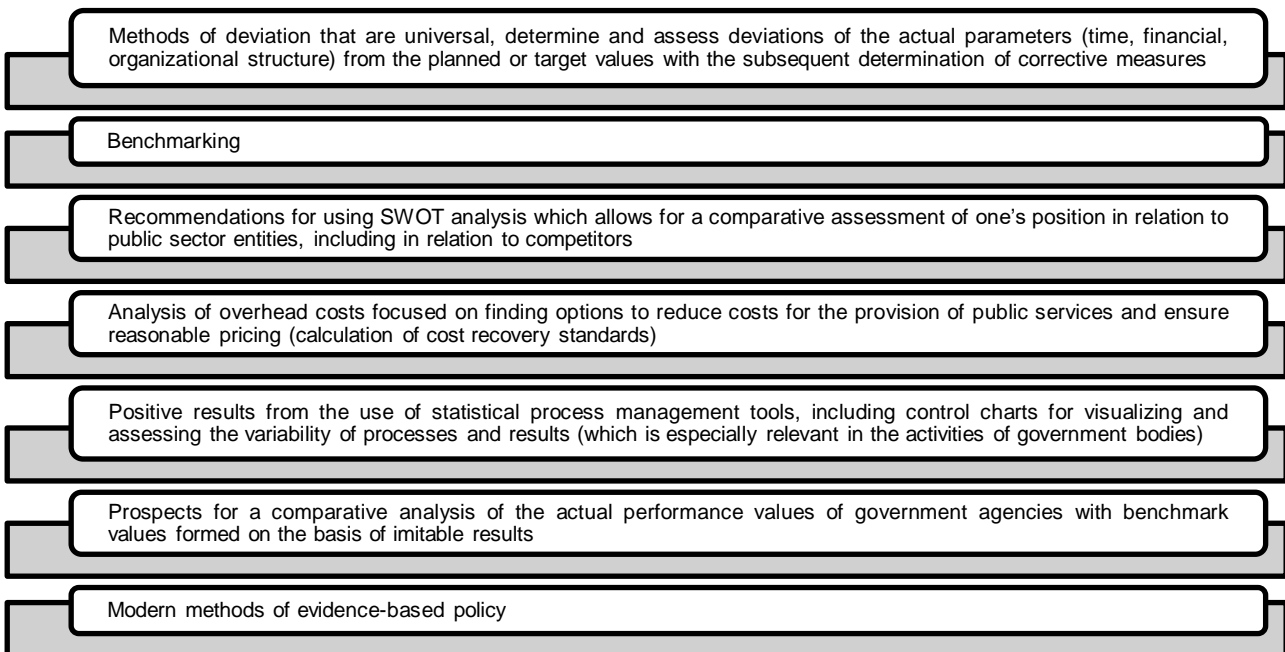 Methods of deviation that are universal, determine and assess deviations of the actual parameters (time, financial,
organizational structure) from the planned or target values with the subsequent determination of corrective measures
Benchmarking
Recommendations for using SWOT analysis which allows for a comparative assessment of one's position in relation to
public sector entities, including in relation to competitors
Analysis of overhead costs focused on finding options to reduce costs for the provision of public services and ensure
reasonable pricing (calculation of cost recovery standards)
Positive results from the use of statistical process management tools, including control charts for visualizing and
assessing the variability of processes and results (which is especially relevant in the activities of government bodies)
Prospects for a comparative analysis of the actual performance values of government agencies with benchmark
values formed on the basis of imitable results
Modern methods of evidence-based policy